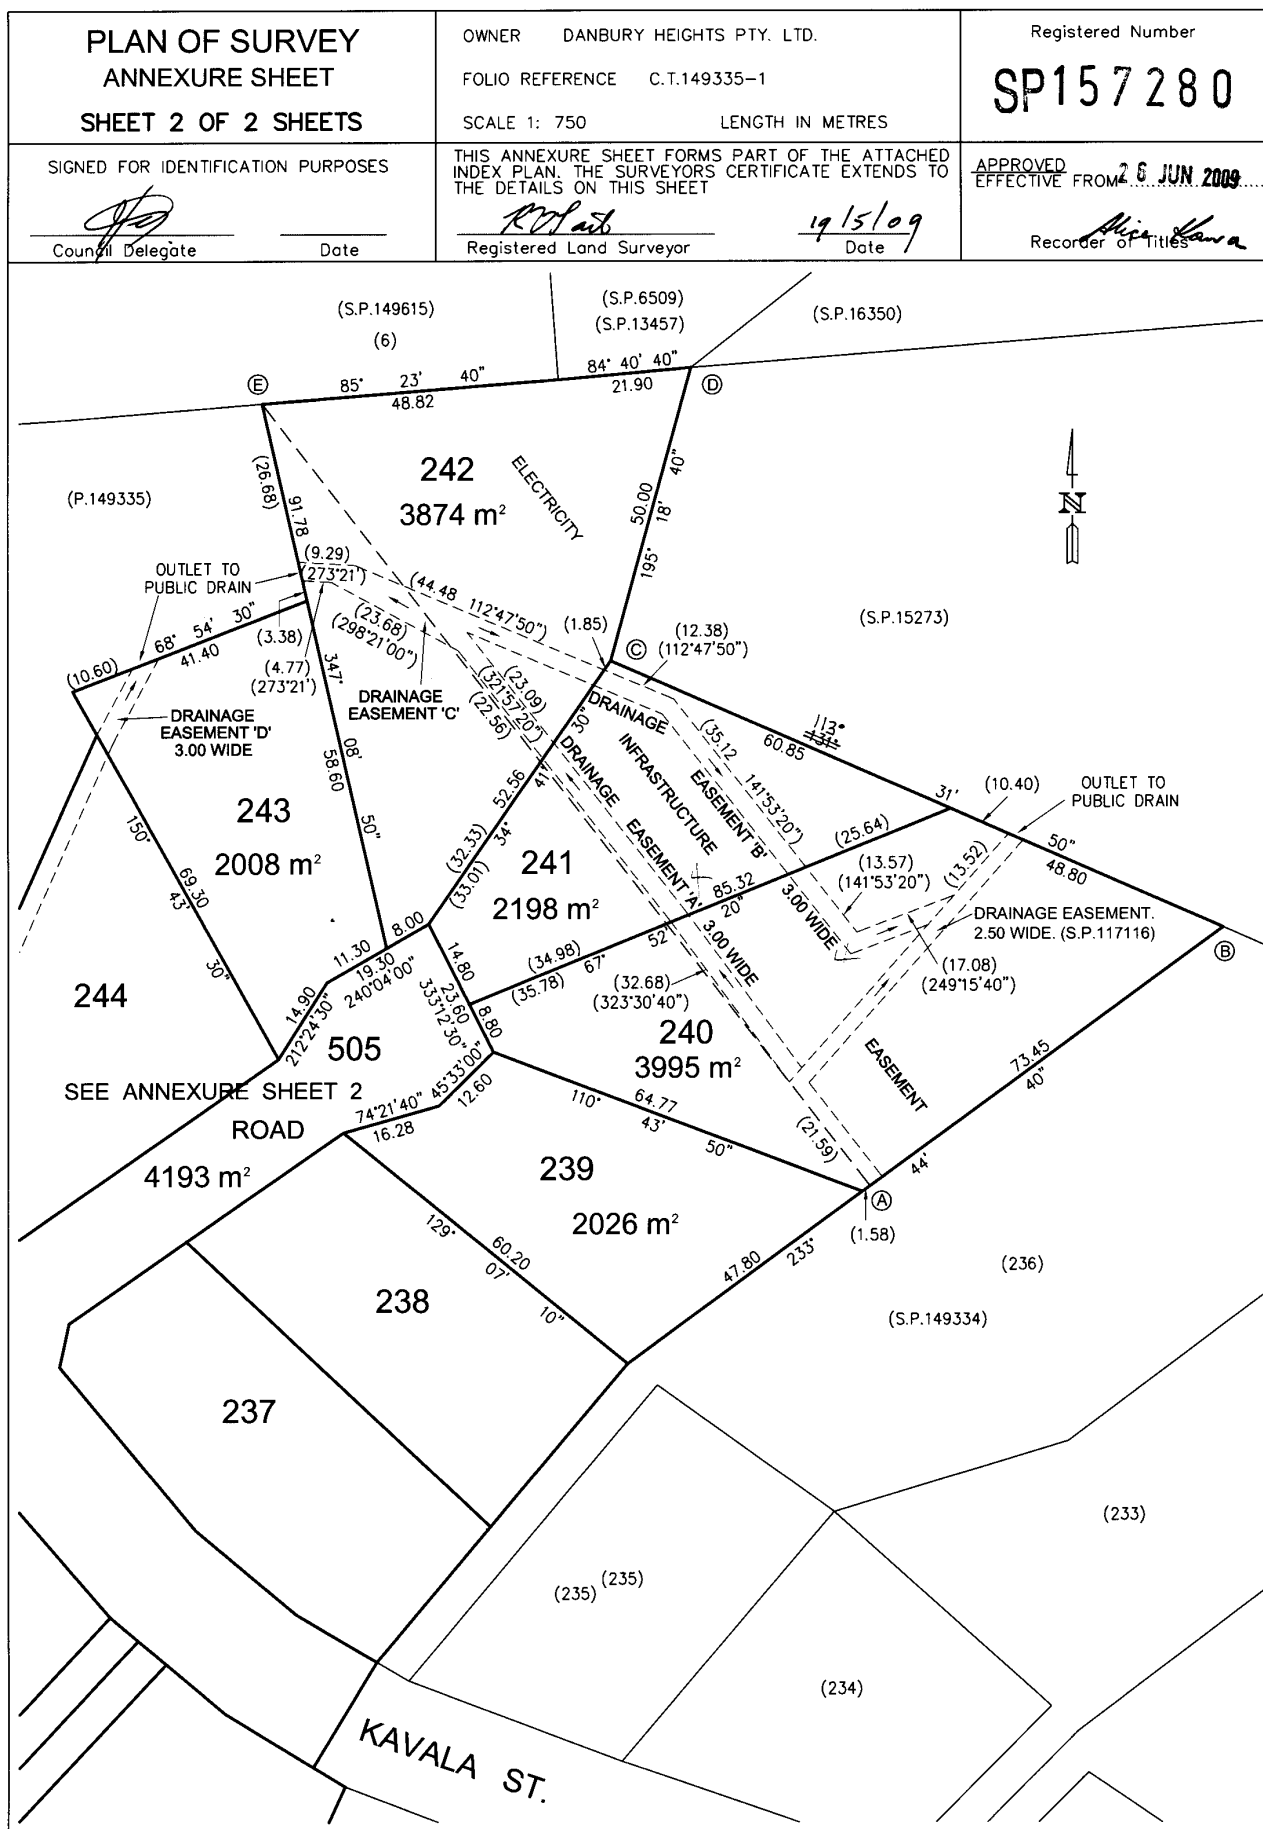 PLAN OF SURVEY
ANNEXURE SHEET
SHEET 2 OF 2 SHEETS
OWNER DANBURY HEIGHTS PTY. LTD.
FOLIO REFERENCE C.T.149335-1
SCALE 1: 750 LENGTH IN METRES
Registered Number
SP157280
SIGNED FOR IDENTIFICATION PURPOSES
Council Delegate Date
THIS ANNEXURE SHEET FORMS PART OF THE ATTACHED
INDEX PLAN. THE SURVEYORS CERTIFICATE EXTENDS TO
THE DETAILS ON THIS SHEET
19/5/09
Registered Land Surveyor Date
APPROVED
EFFECTIVE FROM 26 JUN 2009
Alice Kawa
Recorder of Titles
(S.P.149615)
(6)
(S.P.6509)
(S.P.13457)
(S.P.16350)
E
85° 23' 40"
48.82
84° 40' 40"
21.90
D
242
3874 m²
ELECTRICITY
(26.68)
91.78
(P.149335)
50.00
195° 18' 40"
N
OUTLET TO
PUBLIC DRAIN
(9.29)
(273°21')
(44.48 112°47'50")
(23.68)
(298°21'00")
(1.85)
C
(12.38)
(112°47'50")
(S.P.15273)
(10.60)
68° 54' 30"
41.40
(3.38)
(4.77)
(273°21')
347° 08' 50"
58.60
DRAINAGE
EASEMENT 'C'
DRAINAGE
EASEMENT 'D'
3.00 WIDE
(23.09)
(321°57'20")
(22.56)
DRAINAGE
EASEMENT 'B'
3.00 WIDE
INFRASTRUCTURE
DRAINAGE
EASEMENT 'A'
3.00 WIDE
(35.12 141°53'20")
60.85
113°
131°
31' 50"
(10.40)
48.80
OUTLET TO
PUBLIC DRAIN
243
2008 m²
150° 43' 30"
69.30
52.56
34° 41' 30"
(32.33)
(33.01)
241
2198 m²
(25.64)
85.32
67° 52' 20"
(34.98)
(35.78)
(13.57)
(141°53'20")
(13.52)
DRAINAGE EASEMENT.
2.50 WIDE. (S.P.117116)
(17.08)
(249°15'40")
B
8.00
11.30
19.30
240°04'00"
14.90
212°24'30"
14.80
23.60
333°12'30"
8.80
(32.68)
(323°30'40")
240
3995 m²
EASEMENT
73.45
233° 44' 40"
244
505
SEE ANNEXURE SHEET 2
ROAD
4193 m²
74°21'40"
16.28
45°33'00"
12.60
110° 43' 50"
64.77
(21.59)
A
(1.58)
47.80
239
2026 m²
129° 07' 10"
60.20
(236)
(S.P.149334)
238
237
(235) (235)
(233)
(234)
KAVALA ST.